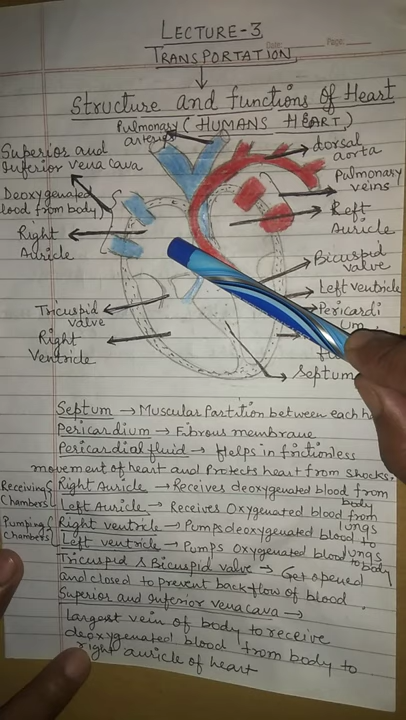 LECTURE-3
Date: Page:
TRANSPORTATION
Structure and functions of Heart
(HUMANS HEART)
Pulmonary
arteries
Superior and
Inferior vena cava
Deoxygenated
blood from body)
Right
Auricle
Tricuspid
valve
Right
Ventricle
dorsal
aorta
Pulmonary
veins
Left
Auricle
Bicuspid
valve
Left ventricle
Pericardi
um
Septum
Septum → Muscular Partition between each
Pericardium → Fibrous membrane
Pericardial fluid → Helps in frictionless
movement of heart and Protects heart from shocks.
Receiving
Chambers
Right Auricle → Receives deoxygenated blood from
body
Left Auricle → Receives Oxygenated blood from
lungs
Pumping
Chambers
Right ventricle → Pumps deoxygenated blood to
lungs
Left ventricle → Pumps Oxygenated blood to body
Tricuspid & Bicuspid valve → Get opened
and closed to prevent back flow of blood
Superior and Inferior venacava →
Largest vein of body to receive
deoxygenated blood from body to
right auricle of heart